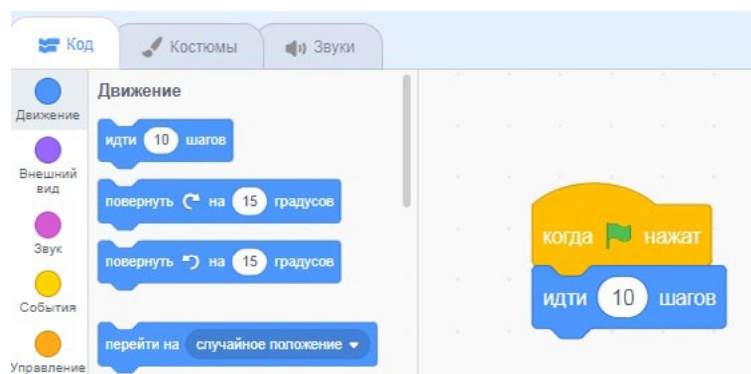 Код
Костюмы
Звуки
Движение
Внешний
вид
Звук
События
Управление
Движение
идти 10 шагов
повернуть на 15 градусов
повернуть на 15 градусов
перейти на случайное положение
когда нажат
идти 10 шагов